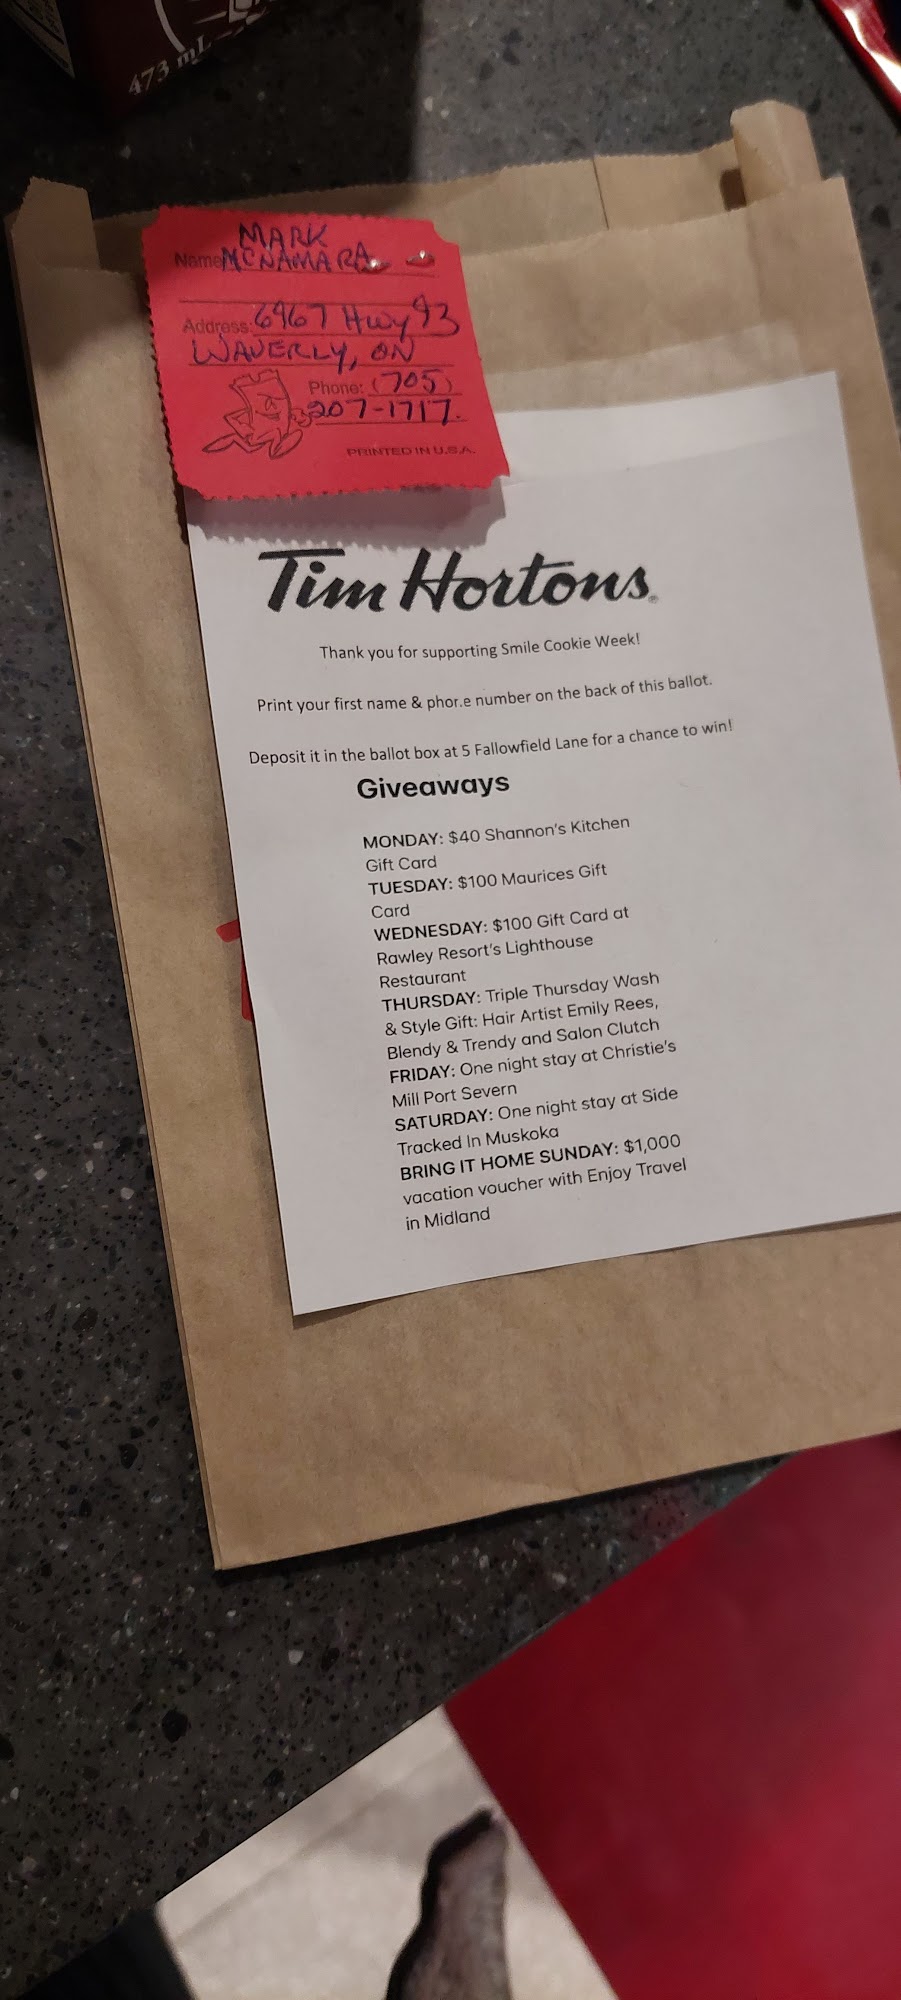 473 mL
MARK
Name MCNAMARA
Address: 6967 Hwy 93
WAVERLY, ON
Phone: (705)
207-1717.
PRINTED IN U.S.A.
Tim Hortons®
Thank you for supporting Smile Cookie Week!
Print your first name & phor.e number on the back of this ballot.
Deposit it in the ballot box at 5 Fallowfield Lane for a chance to win!
Giveaways
MONDAY: $40 Shannon's Kitchen
Gift Card
TUESDAY: $100 Maurices Gift
Card
WEDNESDAY: $100 Gift Card at
Rawley Resort's Lighthouse
Restaurant
THURSDAY: Triple Thursday Wash
& Style Gift: Hair Artist Emily Rees,
Blendy & Trendy and Salon Clutch
FRIDAY: One night stay at Christie's
Mill Port Severn
SATURDAY: One night stay at Side
Tracked In Muskoka
BRING IT HOME SUNDAY: $1,000
vacation voucher with Enjoy Travel
in Midland